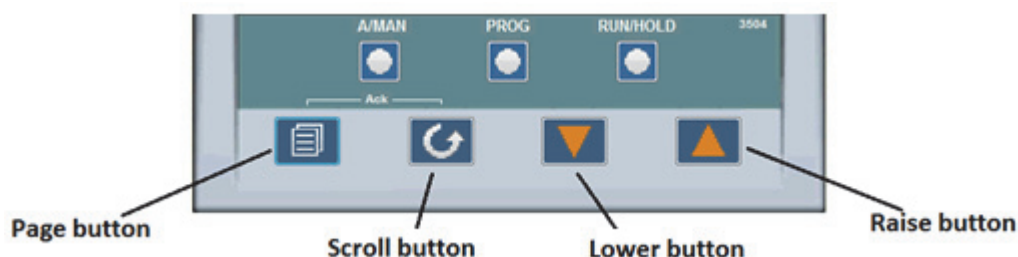 A/MAN PROG RUN/HOLD 3504
Ack
Page button
Scroll button
Lower button
Raise button